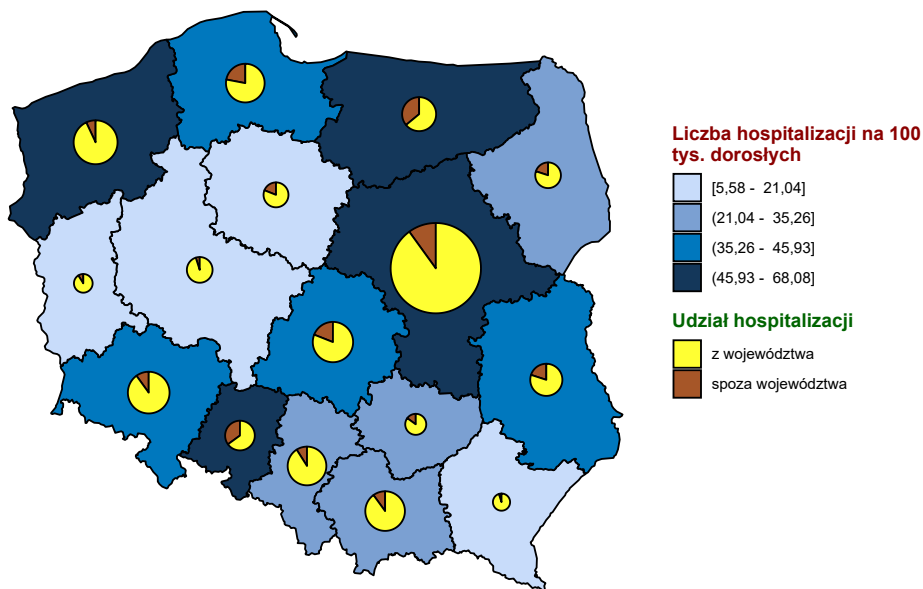 Liczba hospitalizacji na 100
tys. dorosłych
[5,58 - 21,04]
(21,04 - 35,26]
(35,26 - 45,93]
(45,93 - 68,08]
Udział hospitalizacji
z województwa
spoza województwa